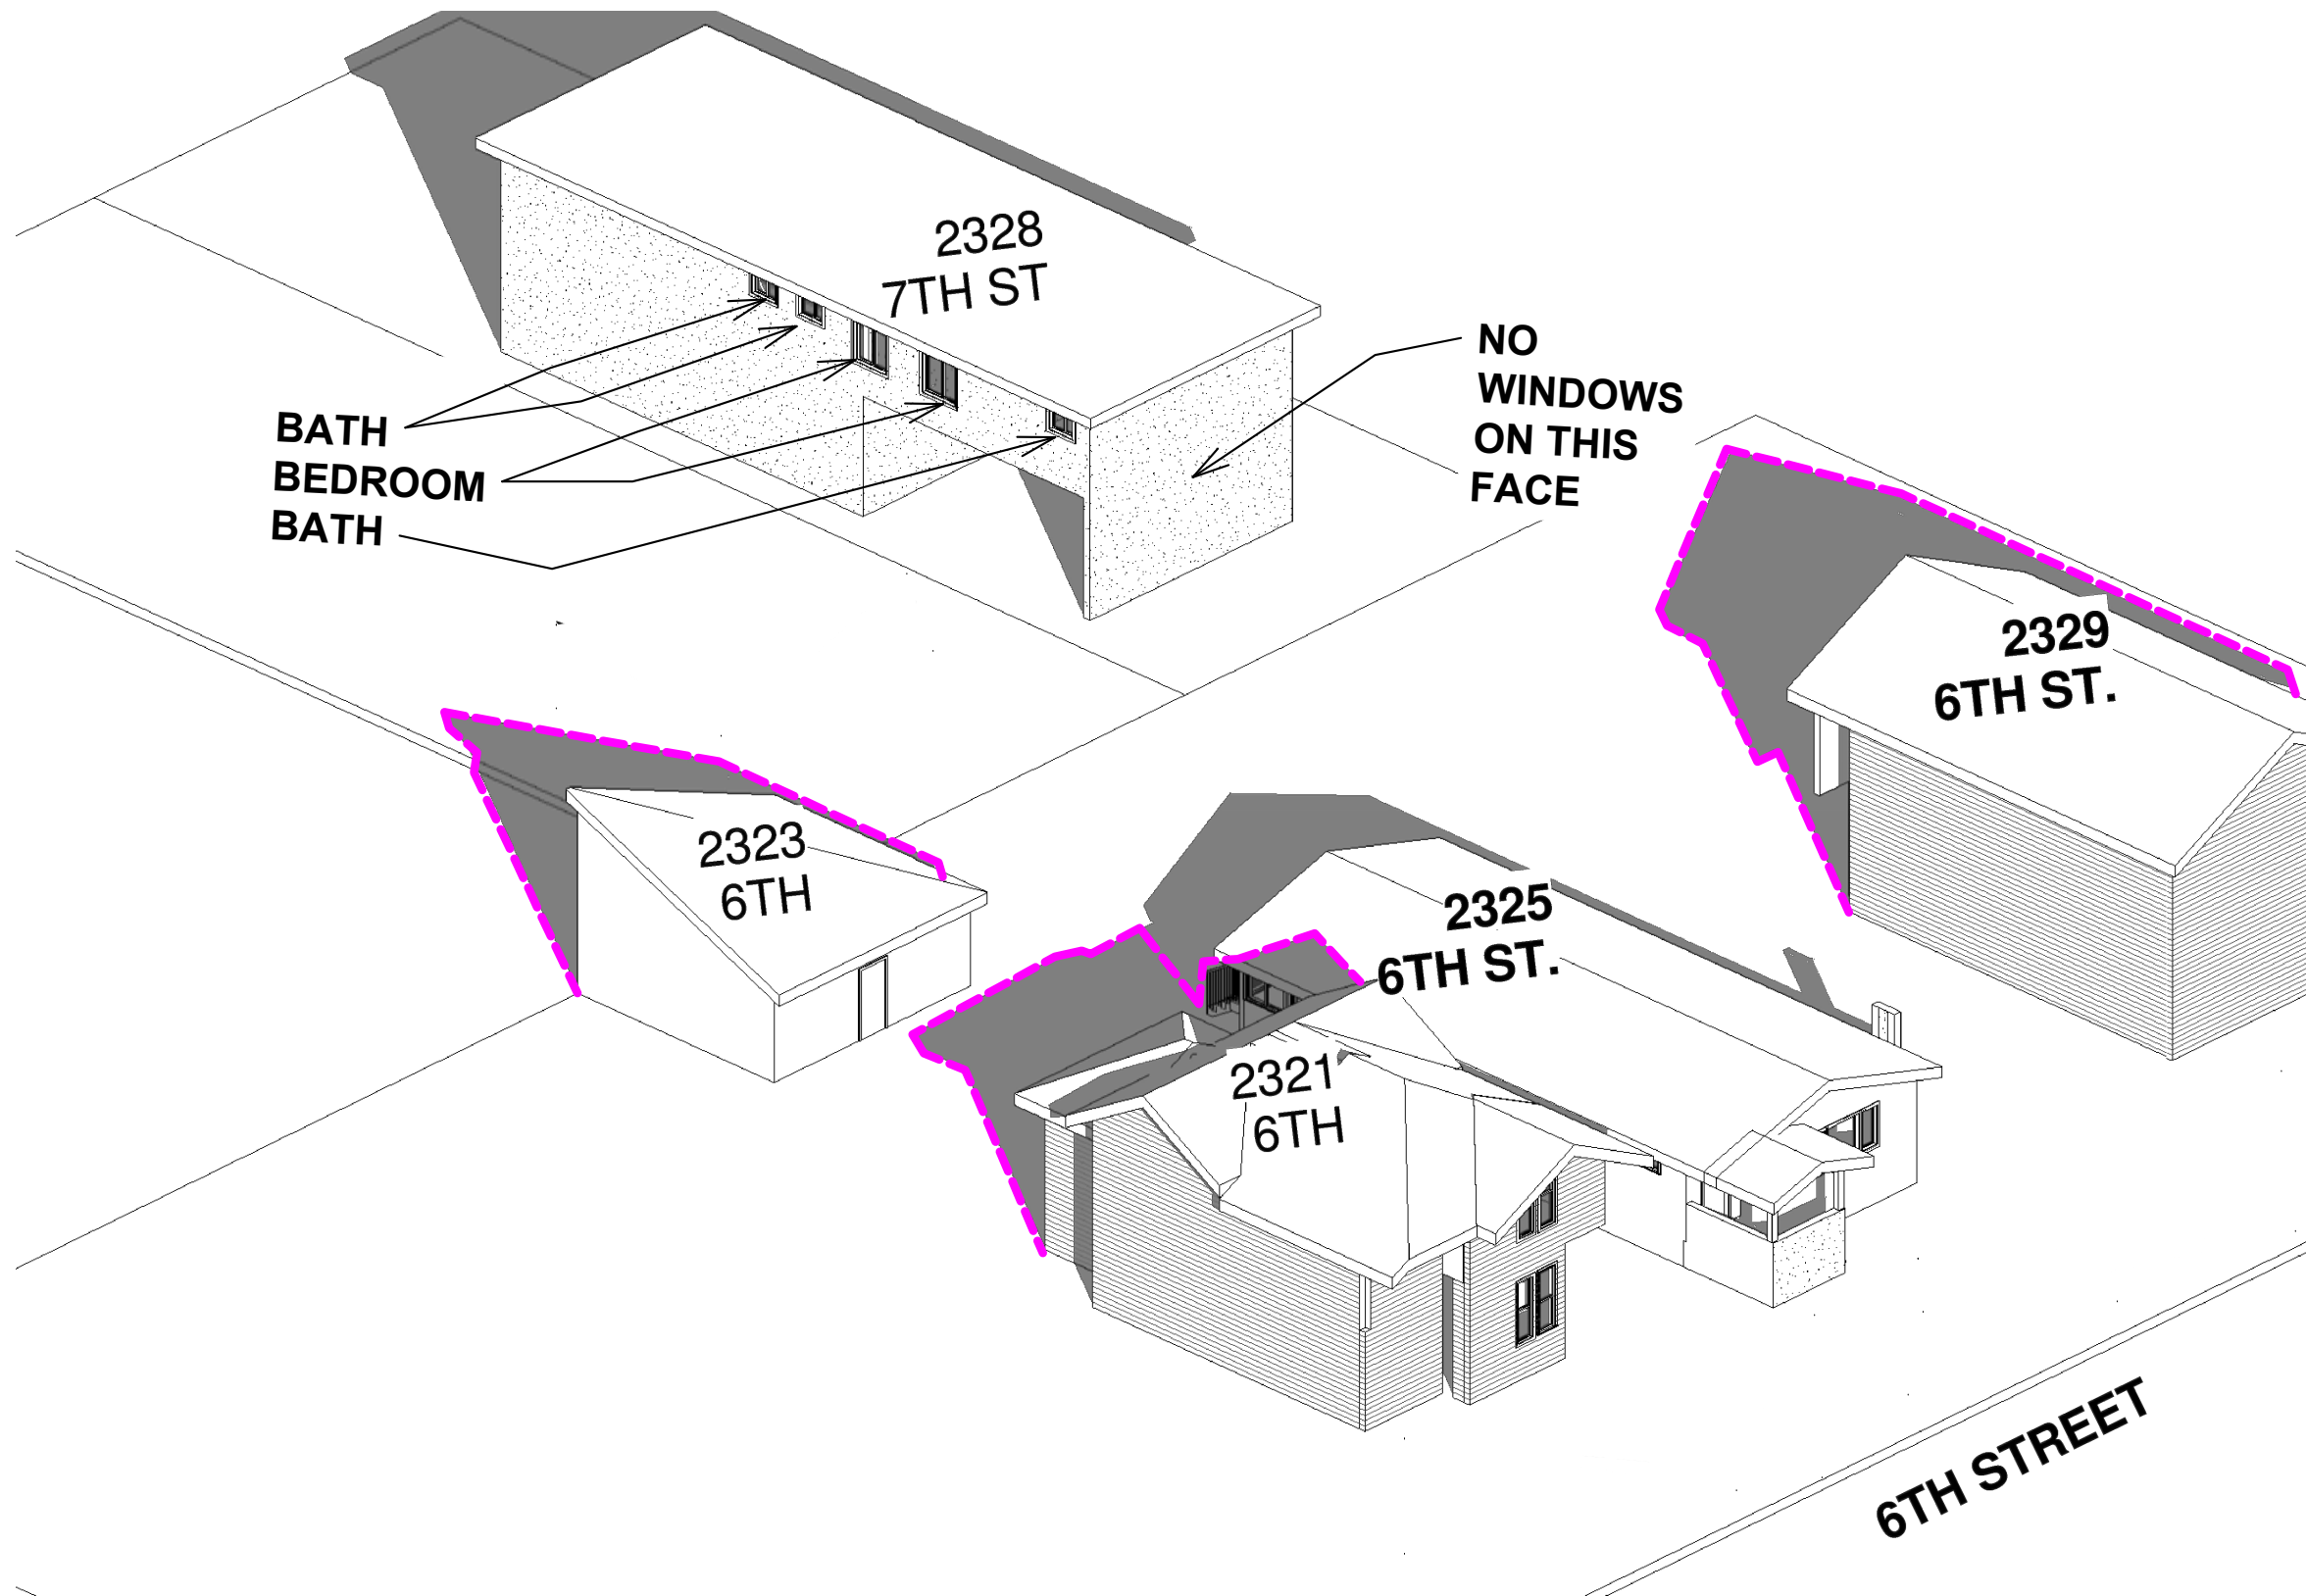 2328
7TH ST
NO
WINDOWS
ON THIS
FACE
BATH
BEDROOM
BATH
2329
6TH ST.
2323
6TH
2325
6TH ST.
2321
6TH
6TH STREET